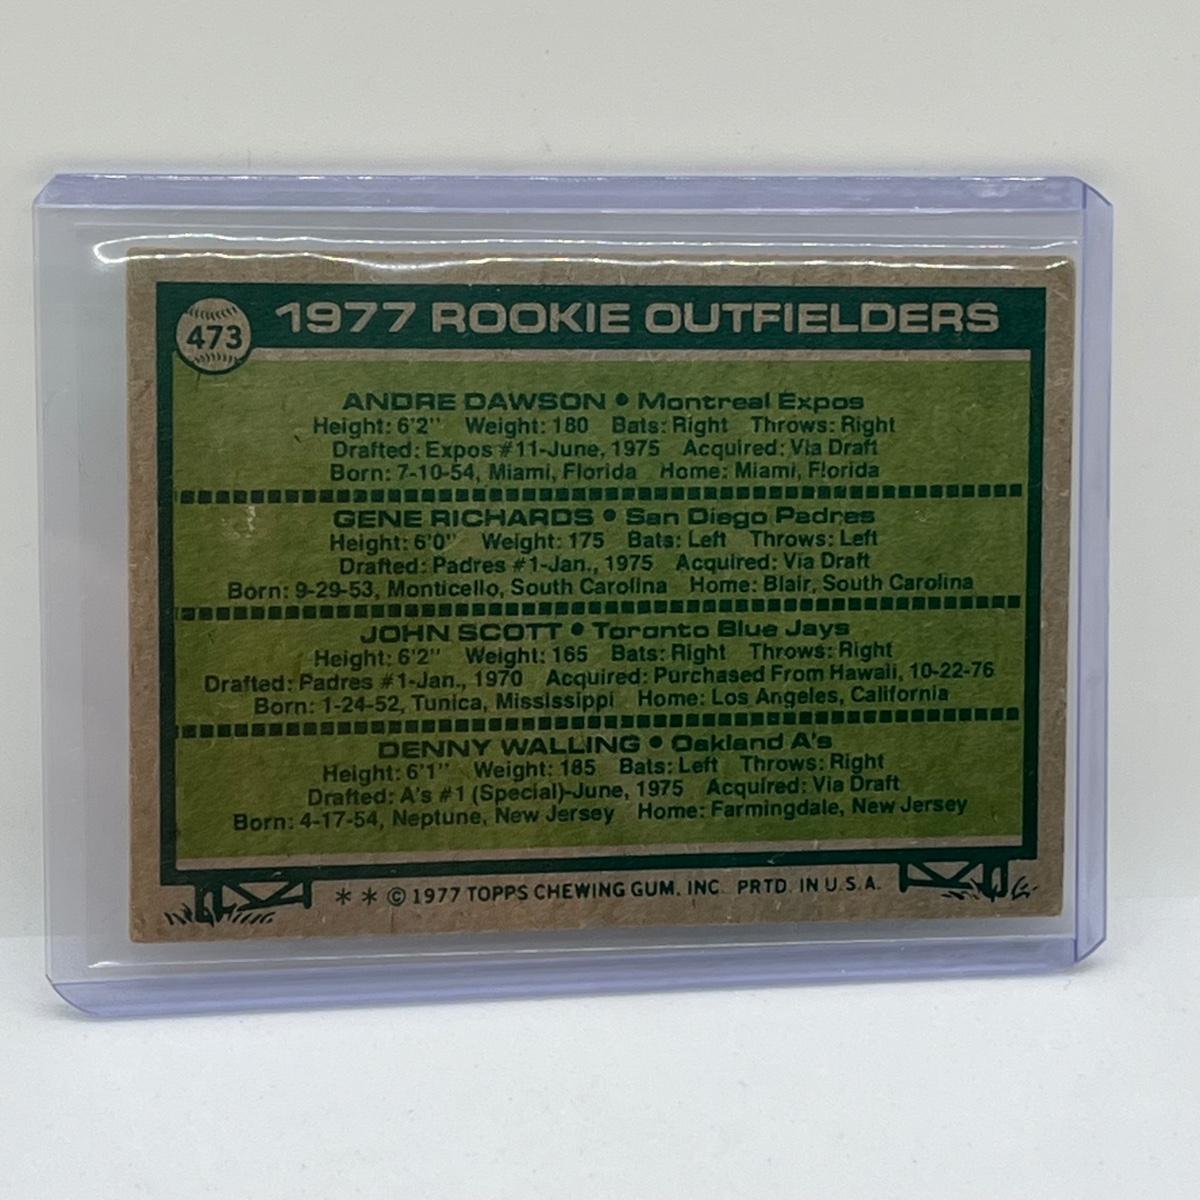 473 1977 ROOKIE OUTFIELDERS
ANDRE DAWSON • Montreal Expos
Height: 6'2" Weight: 180 Bats: Right Throws: Right
Drafted: Expos #11-June, 1975 Acquired: Via Draft
Born: 7-10-54, Miami, Florida Home: Miami, Florida
GENE RICHARDS • San Diego Padres
Height: 6'0" Weight: 175 Bats: Left Throws: Left
Drafted: Padres #1-Jan., 1975 Acquired: Via Draft
Born: 9-29-53, Monticello, South Carolina Home: Blair, South Carolina
JOHN SCOTT • Toronto Blue Jays
Height: 6'2" Weight: 165 Bats: Right Throws: Right
Drafted: Padres #1-Jan., 1970 Acquired: Purchased From Hawaii, 10-22-76
Born: 1-24-52, Tunica, Mississippi Home: Los Angeles, California
DENNY WALLING • Oakland A's
Height: 6'1" Weight: 185 Bats: Left Throws: Right
Drafted: A's #1 (Special)-June, 1975 Acquired: Via Draft
Born: 4-17-54, Neptune, New Jersey Home: Farmingdale, New Jersey
* * © 1977 TOPPS CHEWING GUM, INC. PRTD. IN U.S.A.